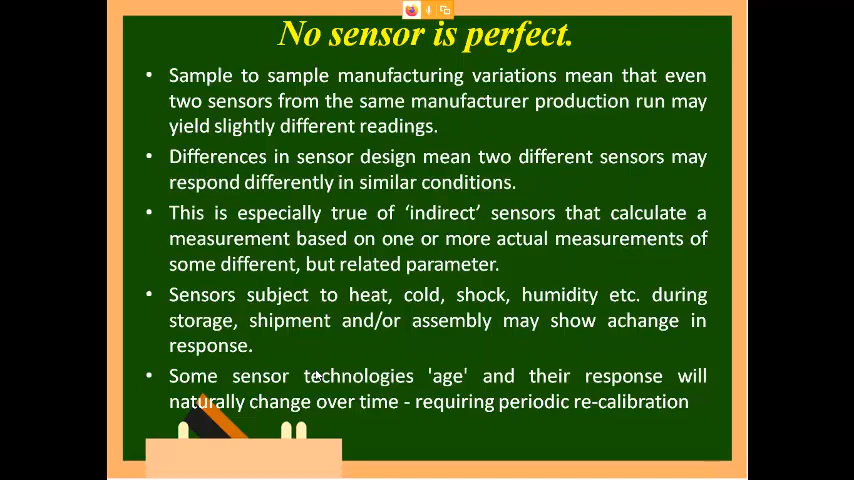 No sensor is perfect.
• Sample to sample manufacturing variations mean that even
two sensors from the same manufacturer production run may
yield slightly different readings.
• Differences in sensor design mean two different sensors may
respond differently in similar conditions.
• This is especially true of ‘indirect’ sensors that calculate a
measurement based on one or more actual measurements of
some different, but related parameter.
• Sensors subject to heat, cold, shock, humidity etc. during
storage, shipment and/or assembly may show achange in
response.
• Some sensor technologies 'age' and their response will
naturally change over time - requiring periodic re-calibration